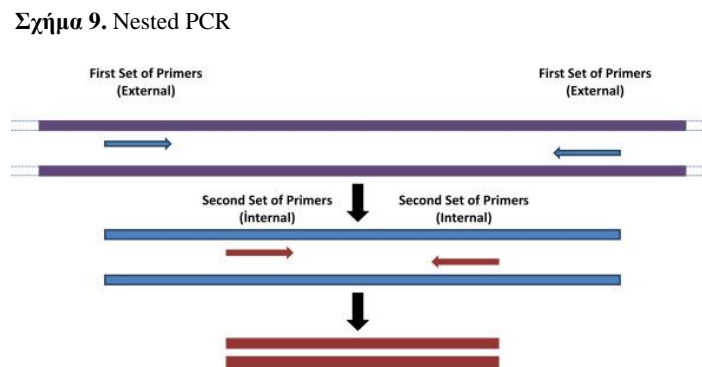 Σχήμα 9. Nested PCR
First Set of Primers
(External)
First Set of Primers
(External)
Second Set of Primers
(İnternal)
Second Set of Primers
(Internal)